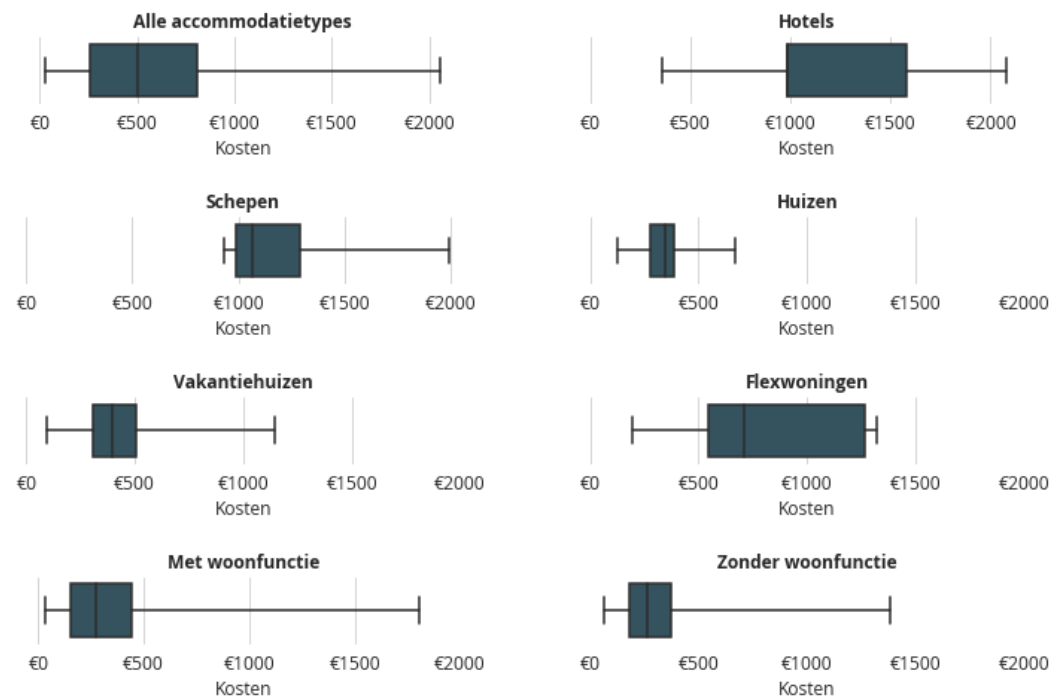 Alle accommodatietypes
€0 €500 €1000 €1500 €2000
Kosten
Hotels
€0 €500 €1000 €1500 €2000
Kosten
Schepen
€0 €500 €1000 €1500 €2000
Kosten
Huizen
€0 €500 €1000 €1500 €2000
Kosten
Vakantiehuizen
€0 €500 €1000 €1500 €2000
Kosten
Flexwoningen
€0 €500 €1000 €1500 €2000
Kosten
Met woonfunctie
€0 €500 €1000 €1500 €2000
Kosten
Zonder woonfunctie
€0 €500 €1000 €1500 €2000
Kosten